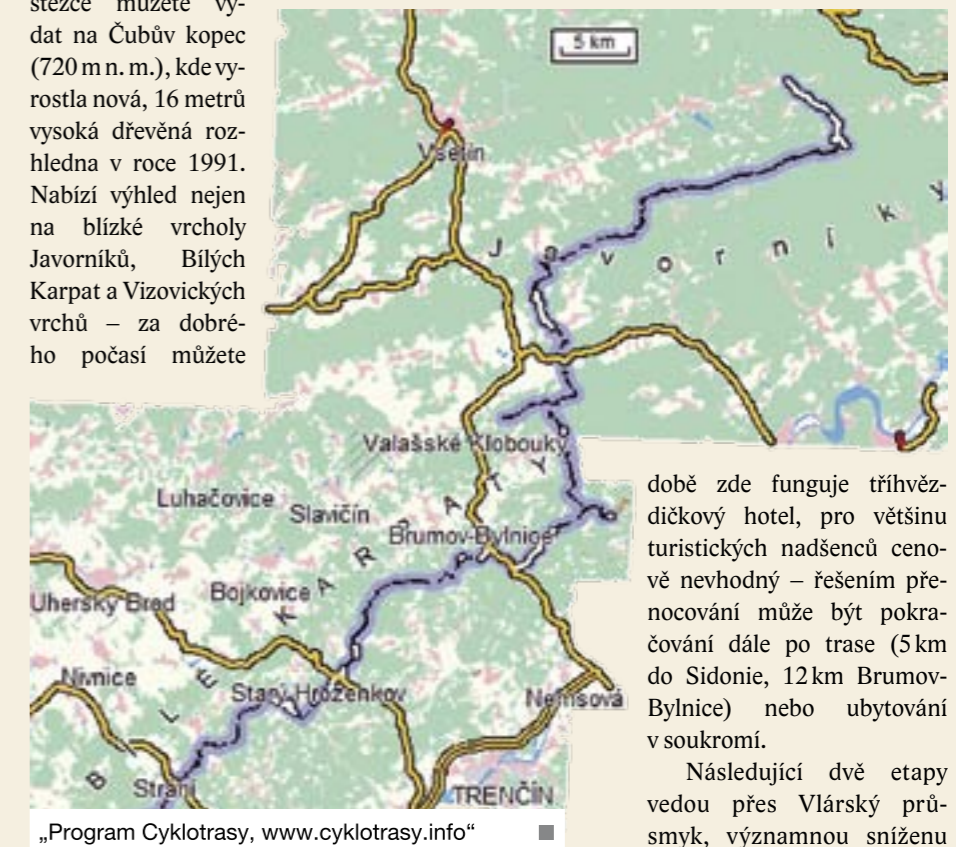 stezce můžete vy-
dat na Čubův kopec
(720 m n. m.), kde vy-
rostla nová, 16 metrů
vysoká dřevěná roz-
hledna v roce 1991.
Nabízí výhled nejen
na blízké vrcholy
Javorníků, Bílých
Karpat a Vizovických
vrchů – za dobré-
ho počasí můžete
5 km
Vsetín
J a v o r n í k y
Valašské Klobouky
Luhačovice
Slavičín
Brumov-Bylnice
Uherský Brod
Bojkovice
Nivnice
Starý Hrozenkov
Nemšová
B Í L É K A R P A T Y
Strání
TRENČÍN
„Program Cyklotrasy, www.cyklotrasy.info“
době zde funguje tříhvěz-
dičkový hotel, pro většinu
turistických nadšenců ceno-
vě nevhodný – řešením pře-
nocování může být pokra-
čování dále po trase (5 km
do Sidonie, 12 km Brumov-
Bylnice) nebo ubytování
v soukromí.
Následující dvě etapy
vedou přes Vlárský prů-
smyk, významnou sníženu